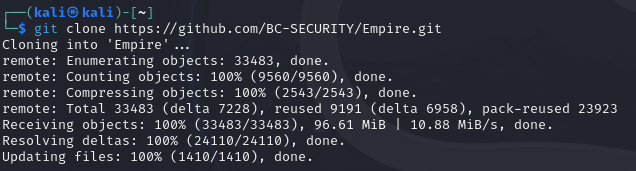 ┌──(kali㉿kali)-[~]
└─$ git clone https://github.com/BC-SECURITY/Empire.git
Cloning into 'Empire'...
remote: Enumerating objects: 33483, done.
remote: Counting objects: 100% (9560/9560), done.
remote: Compressing objects: 100% (2543/2543), done.
remote: Total 33483 (delta 7228), reused 9191 (delta 6958), pack-reused 23923
Receiving objects: 100% (33483/33483), 96.61 MiB | 10.88 MiB/s, done.
Resolving deltas: 100% (24110/24110), done.
Updating files: 100% (1410/1410), done.